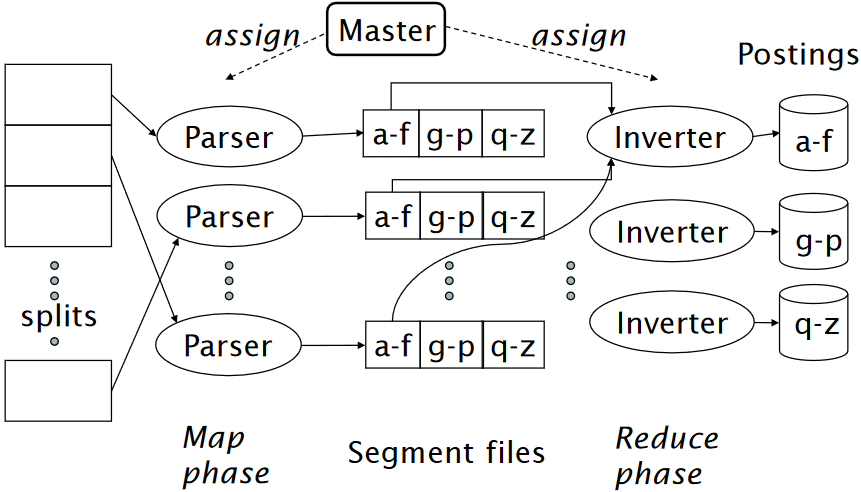 assign
Master
assign
Postings
Parser
a-f
g-p
q-z
Inverter
a-f
Parser
a-f
g-p
q-z
Inverter
g-p
splits
Parser
a-f
g-p
q-z
Inverter
q-z
Map
phase
Segment files
Reduce
phase